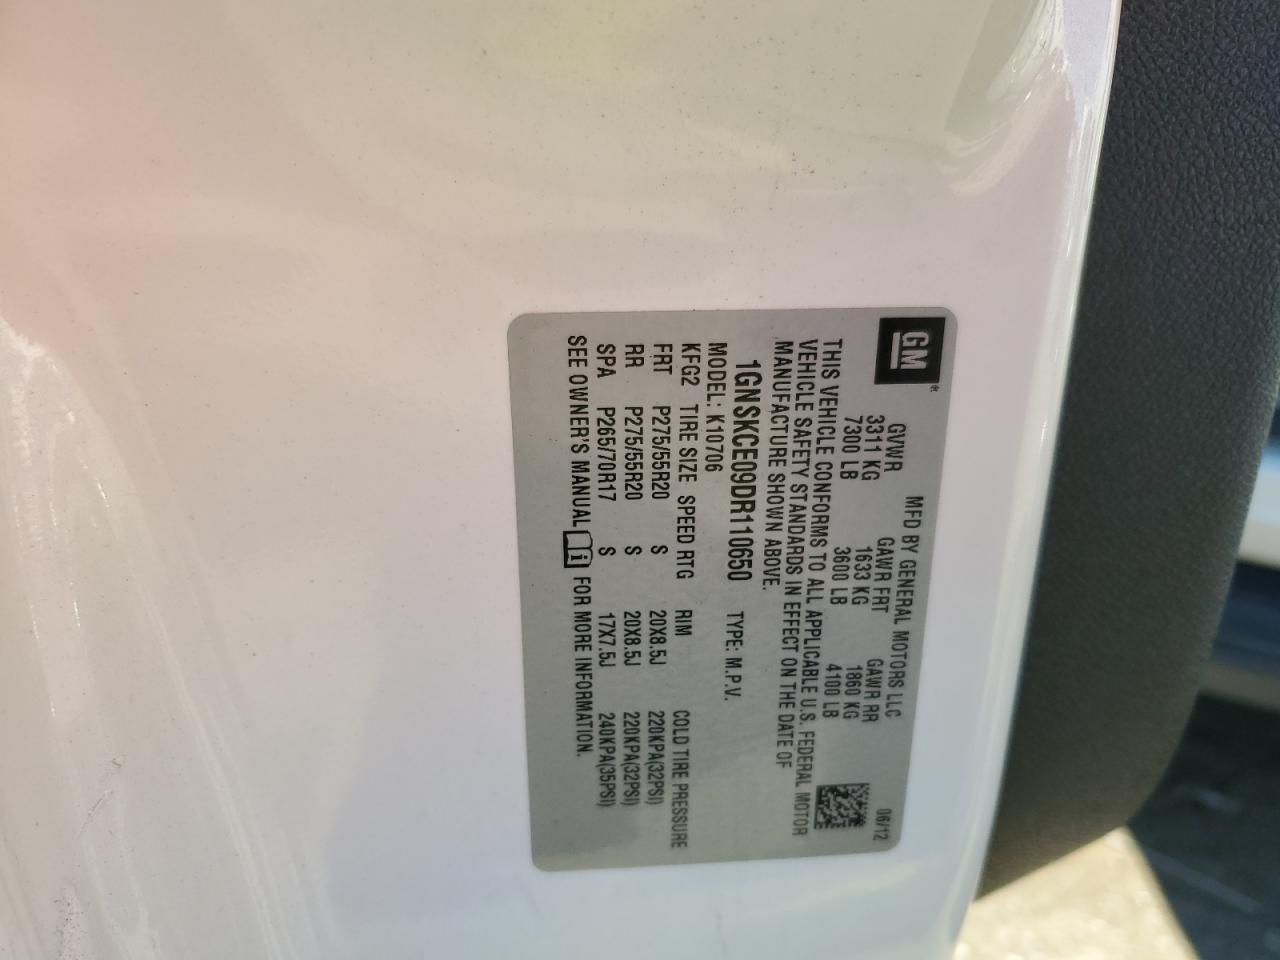 GM
MFD BY GENERAL MOTORS LLC 06/12
GVWR GAWR FRT GAWR RR
3311 KG 1633 KG 1860 KG
7300 LB 3600 LB 4100 LB
THIS VEHICLE CONFORMS TO ALL APPLICABLE U.S. FEDERAL MOTOR
VEHICLE SAFETY STANDARDS IN EFFECT ON THE DATE OF
MANUFACTURE SHOWN ABOVE.
1GNSKCE09DR110650 TYPE: M.P.V.
MODEL: K10706
KFG2 TIRE SIZE SPEED RTG RIM COLD TIRE PRESSURE
FRT P275/55R20 S 20X8.5J 220KPA(32PSI)
RR P275/55R20 S 20X8.5J 220KPA(32PSI)
SPA P265/70R17 S 17X7.5J 240KPA(35PSI)
SEE OWNER'S MANUAL i FOR MORE INFORMATION.